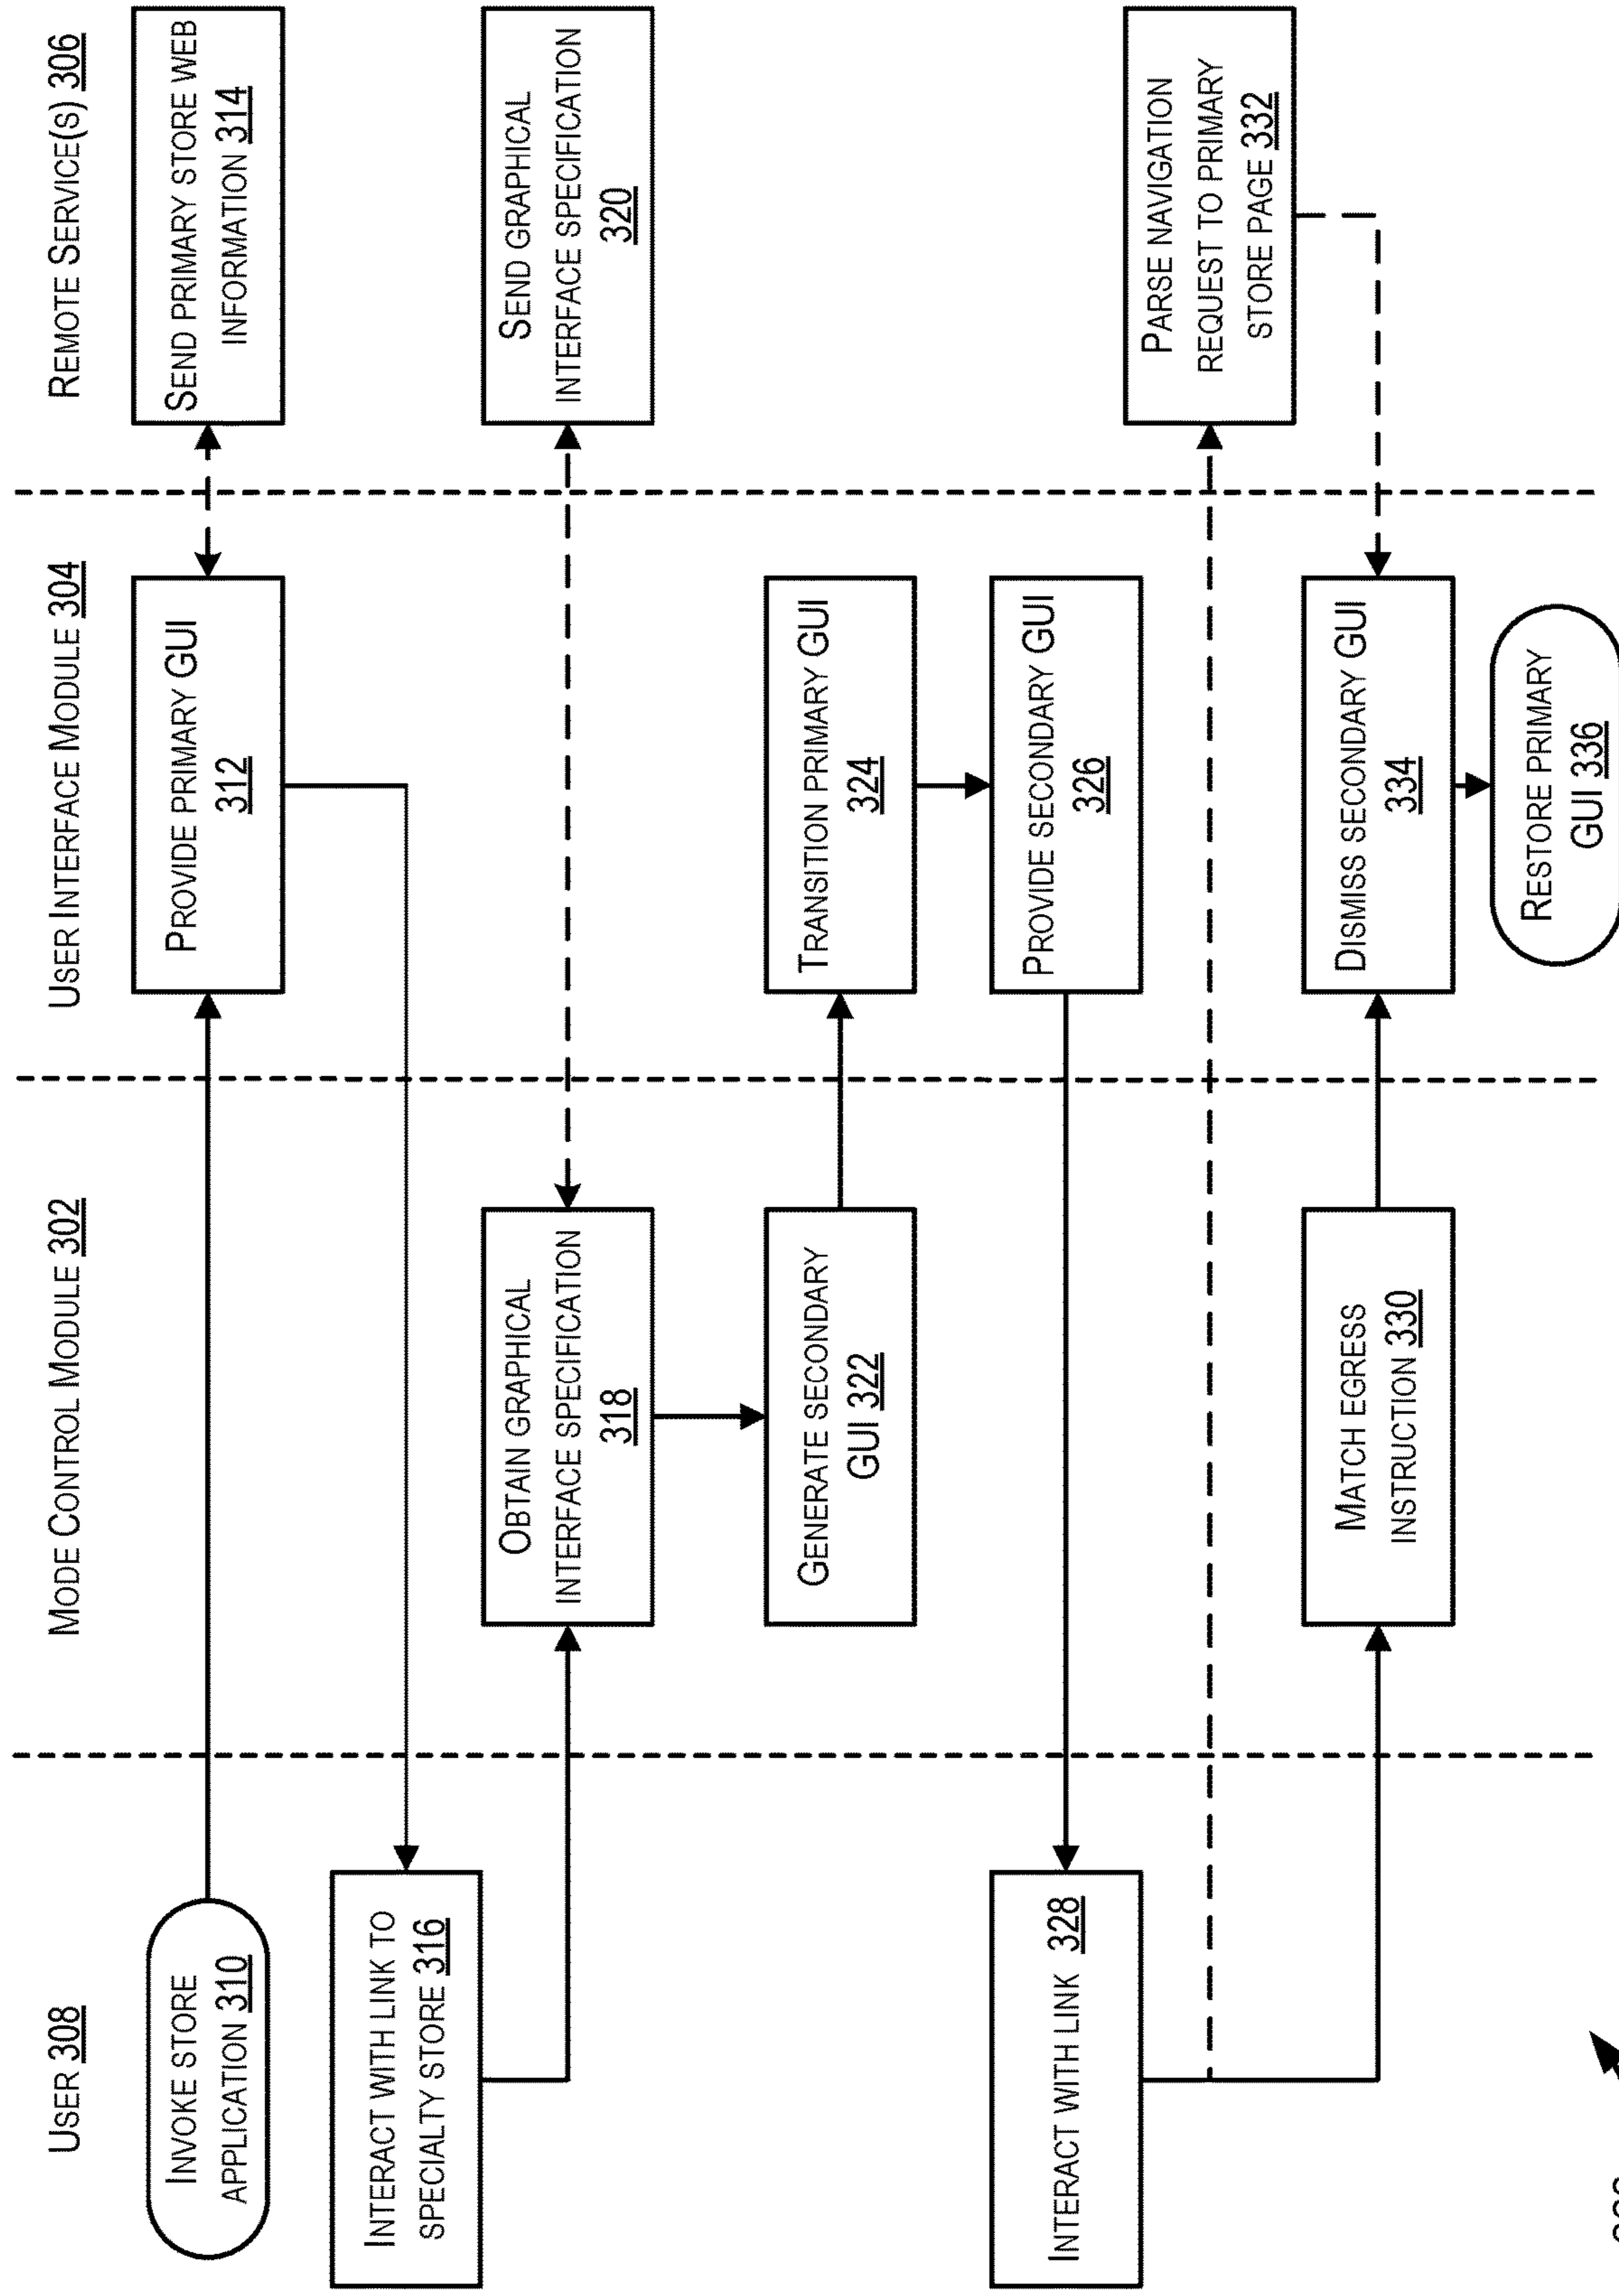 USER 308
MODE CONTROL MODULE 302
USER INTERFACE MODULE 304
REMOTE SERVICE(S) 306
INVOKE STORE
APPLICATION 310
PROVIDE PRIMARY GUI
312
SEND PRIMARY STORE WEB
INFORMATION 314
INTERACT WITH LINK TO
SPECIALTY STORE 316
OBTAIN GRAPHICAL
INTERFACE SPECIFICATION
318
SEND GRAPHICAL
INTERFACE SPECIFICATION
320
GENERATE SECONDARY
GUI 322
TRANSITION PRIMARY GUI
324
PROVIDE SECONDARY GUI
326
INTERACT WITH LINK 328
PARSE NAVIGATION
REQUEST TO PRIMARY
STORE PAGE 332
MATCH EGRESS
INSTRUCTION 330
DISMISS SECONDARY GUI
334
RESTORE PRIMARY
GUI 336